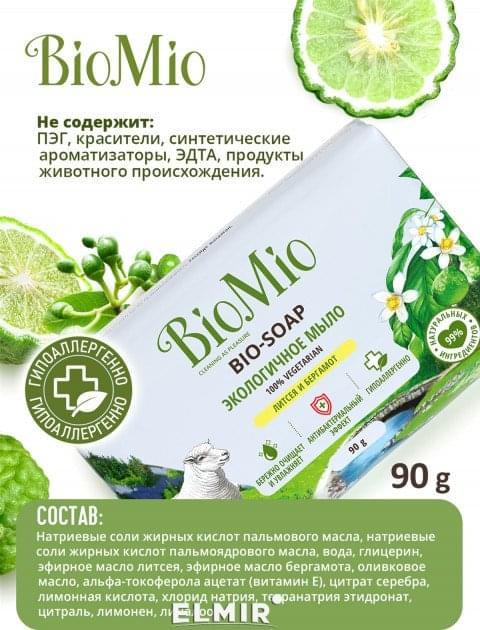 BioMio
Не содержит:
ПЭГ, красители, синтетические
ароматизаторы, ЭДТА, продукты
животного происхождения.
BioMio
CLEANING AS PLEASURE
BIO-SOAP
ЭКОЛОГИЧНОЕ МЫЛО
100% VEGETARIAN
ЛИТСЕЯ И БЕРГАМОТ
БЕРЕЖНО ОЧИЩАЕТ
И УВЛАЖНЯЕТ
АНТИБАКТЕРИАЛЬНЫЙ
ЭФФЕКТ
ГИПОАЛЛЕРГЕННО
90 g
НАТУРАЛЬНЫХ
99%
ИНГРЕДИЕНТОВ
ГИПОАЛЛЕРГЕННО
ГИПОАЛЛЕРГЕННО
90 g
СОСТАВ:
Натриевые соли жирных кислот пальмового масла, натриевые
соли жирных кислот пальмоядрового масла, вода, глицерин,
эфирное масло литсея, эфирное масло бергамота, оливковое
масло, альфа-токоферола ацетат (витамин Е), цитрат серебра,
лимонная кислота, хлорид натрия, тетранатрия этидронат,
цитраль, лимонен,
ELMIR